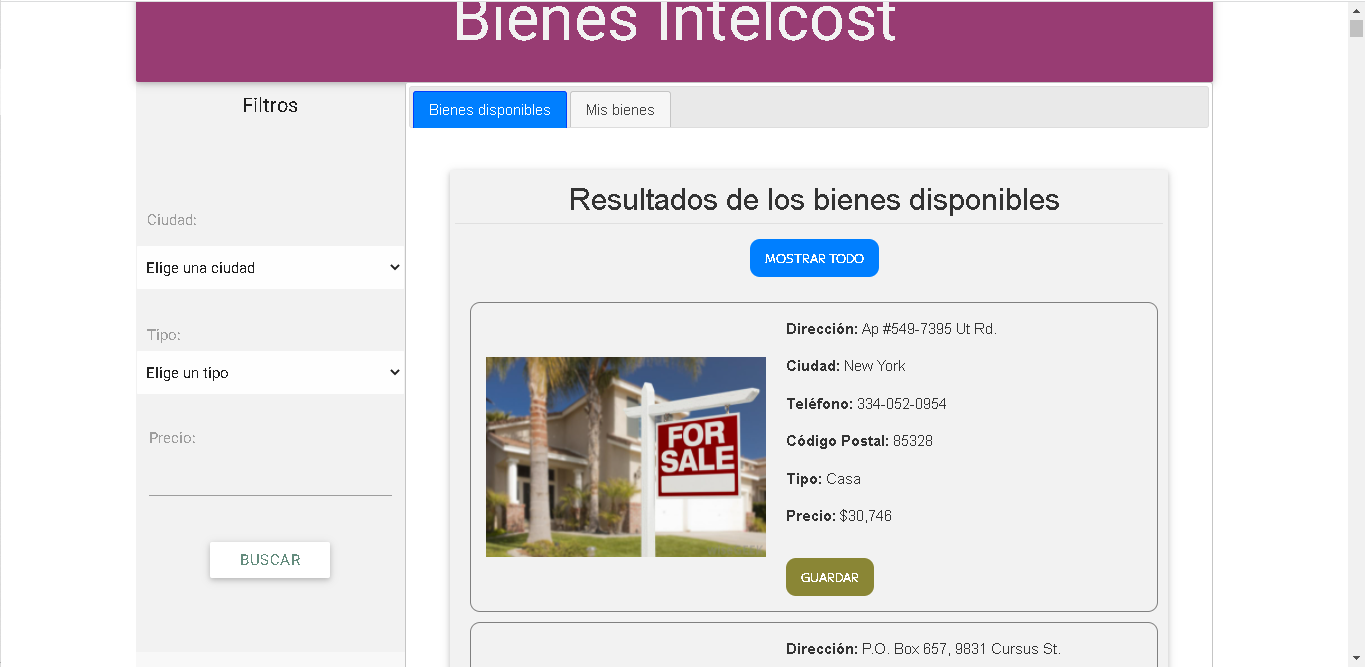 Bienes Intelcost
Filtros
Ciudad:
Elige una ciudad
Tipo:
Elige un tipo
Precio:
BUSCAR
Bienes disponibles
Mis bienes
Resultados de los bienes disponibles
MOSTRAR TODO
FOR
SALE
Dirección: Ap #549-7395 Ut Rd.
Ciudad: New York
Teléfono: 334-052-0954
Código Postal: 85328
Tipo: Casa
Precio: $30,746
GUARDAR
Dirección: P.O. Box 657, 9831 Cursus St.